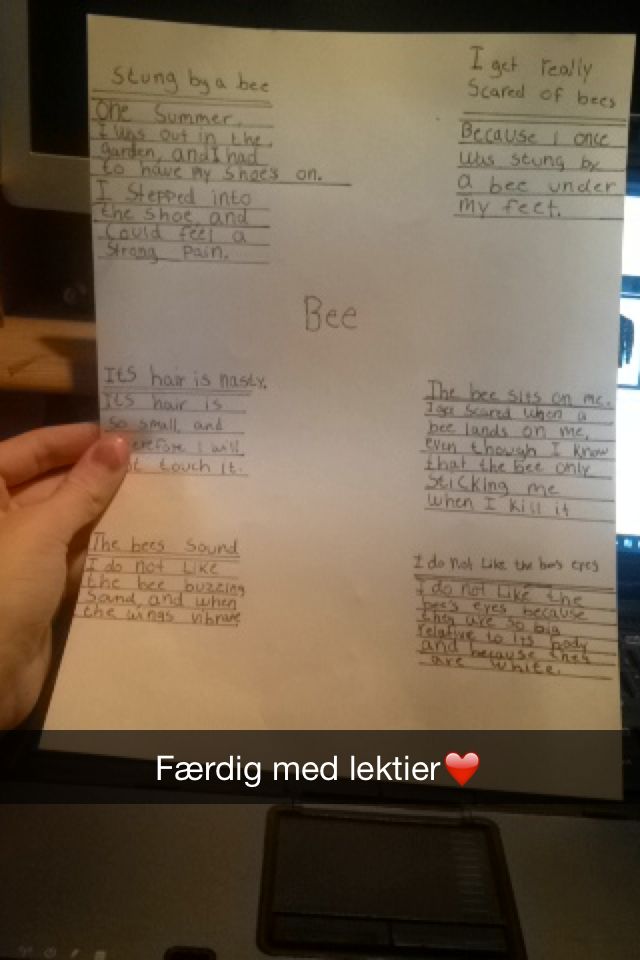 Stung by a bee
One Summer,
I was out in the
garden, and I had
to have my shoes on.
I stepped into
the shoe, and
Could feel a
Strong pain.
I get really
Scared of bees
Because I once
was stung by
a bee under
my feet.
Bee
Its hair is nasty.
Its hair is
so small, and
I will
touch it.
The bee sits on me.
I get scared when a
bee lands on me,
even though I know
that the bee only
Sticking me
when I kill it
The bees Sound
I do not Like
the bee buzzing
Sound, and when
the wings vibrate
I do not Like the bee's eyes
I do not Like the
bee's eyes because
they are so big
relative to its body
and because they
are white.
Færdig med lektier❤️